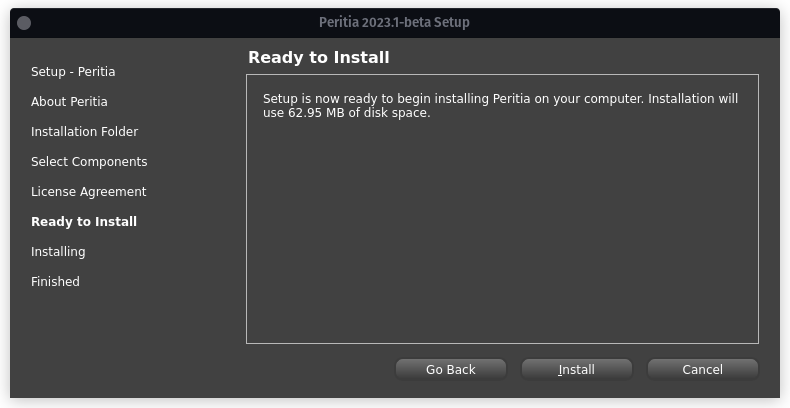 Peritia 2023.1-beta Setup
Setup - Peritia
About Peritia
Installation Folder
Select Components
License Agreement
Ready to Install
Installing
Finished
Ready to Install
Setup is now ready to begin installing Peritia on your computer. Installation will
use 62.95 MB of disk space.
Go Back
Install
Cancel